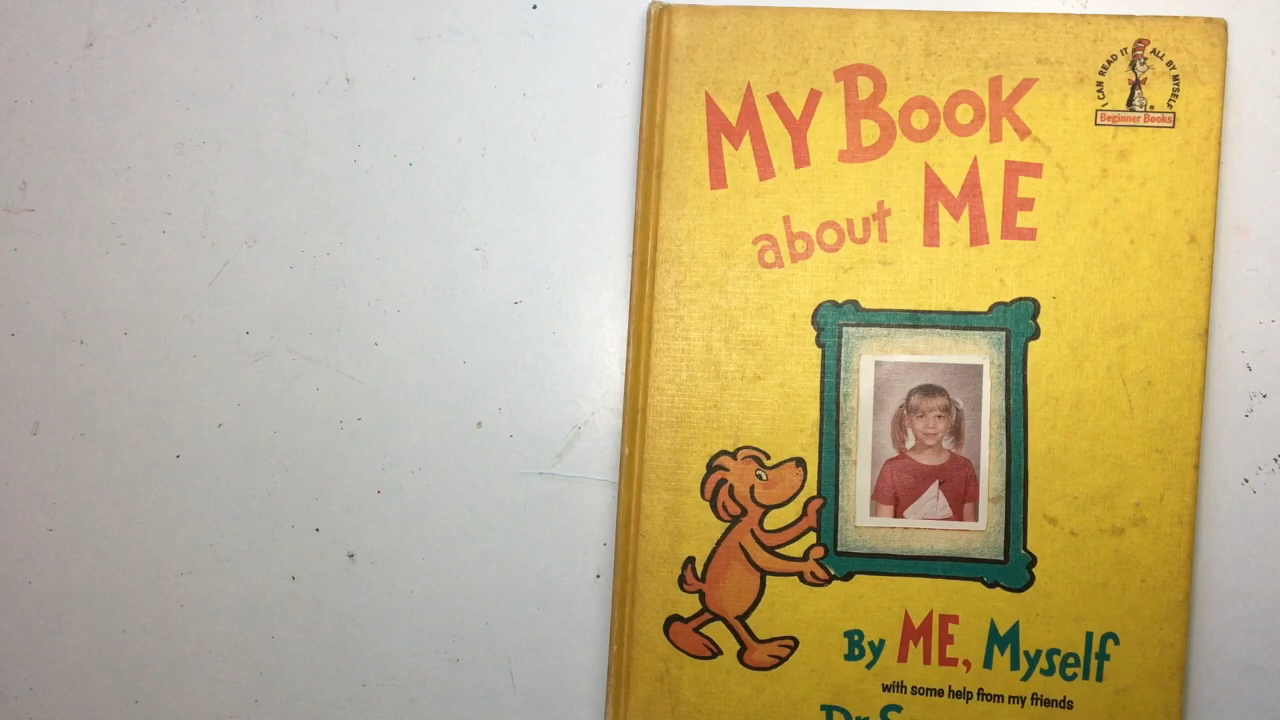 MY BOOK
about ME
I CAN READ IT ALL BY MYSELF
Beginner Books
By ME, Myself
with some help from my friends
Dr. S